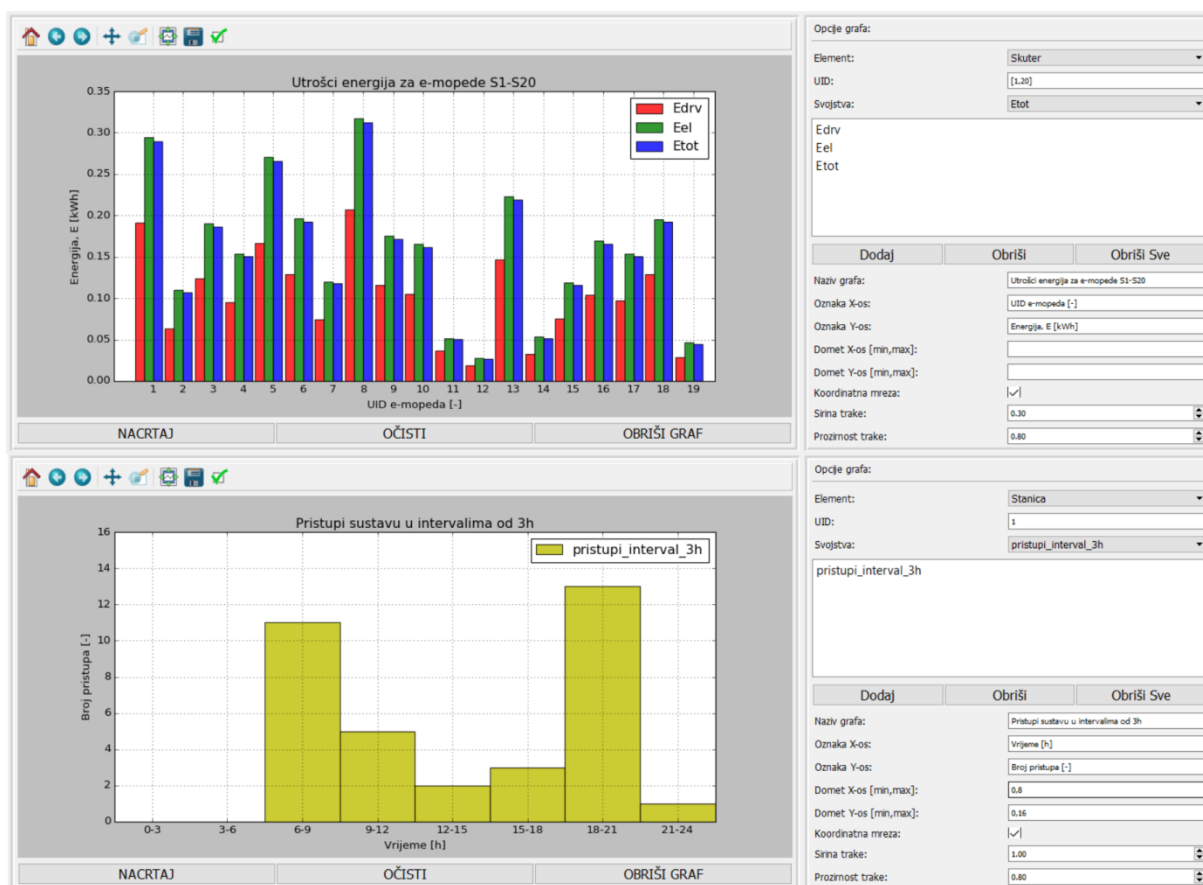 Utrošci energija za e-mopede S1-S20
0.35
0.30
0.25
0.20
0.15
0.10
0.05
0.00
Energija, E [kWh]
Edrv
Eel
Etot
1 2 3 4 5 6 7 8 9 10 11 12 13 14 15 16 17 18 19
UID e-mopeda [-]
NACRTAJ OČISTI OBRIŠI GRAF
Opcije grafa:
Element: Skuter
UID: [1.20]
Svojstva: Etot
Edrv
Eel
Etot
Dodaj Obriši Obriši Sve
Naziv grafa: Utrošci energija za e-mopede S1-S20
Oznaka X-os: UID e-mopeda [-]
Oznaka Y-os: Energija, E [kWh]
Domet X-os [min,max]:
Domet Y-os [min,max]:
Koordinatna mreza:
Sirina trake: 0.30
Prozirnost trake: 0.80
Pristupi sustavu u intervalima od 3h
16
14
12
10
8
6
4
2
0
Broj pristupa [-]
pristupi_interval_3h
0-3 3-6 6-9 9-12 12-15 15-18 18-21 21-24
Vrijeme [h]
NACRTAJ OČISTI OBRIŠI GRAF
Opcije grafa:
Element: Stanica
UID: 1
Svojstva: pristupi_interval_3h
pristupi_interval_3h
Dodaj Obriši Obriši Sve
Naziv grafa: Pristupi sustavu u intervalima od 3h
Oznaka X-os: Vrijeme [h]
Oznaka Y-os: Broj pristupa [-]
Domet X-os [min,max]: 0,8
Domet Y-os [min,max]: 0,16
Koordinatna mreza:
Sirina trake: 1.00
Prozirnost trake: 0.80